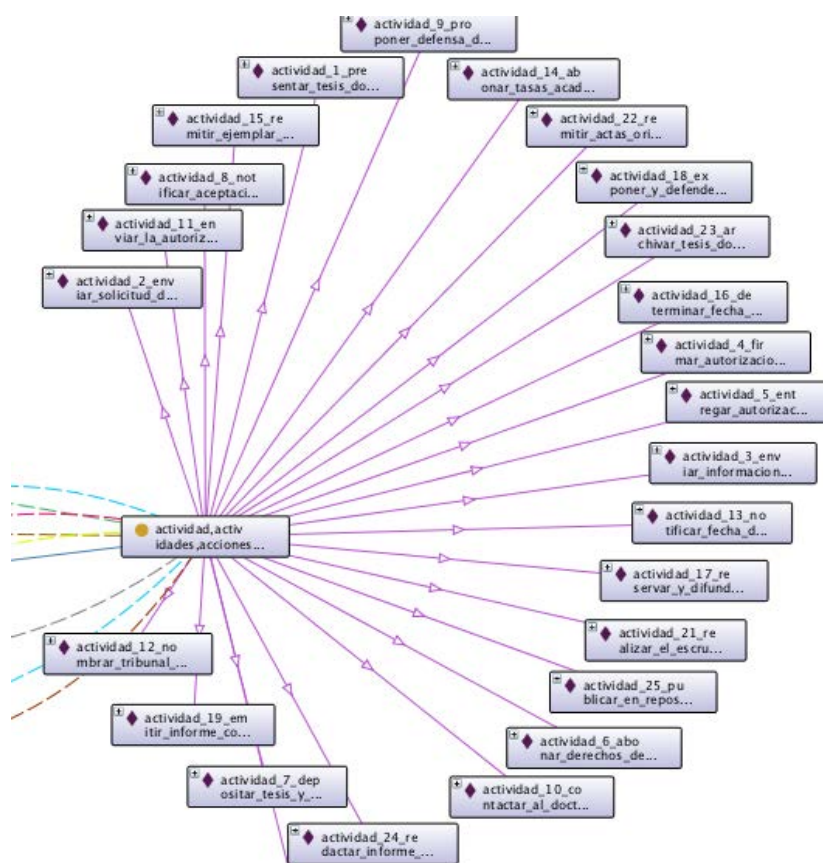 actividad_9_pro
poner_defensa_d...
actividad_1_pre
sentar_tesis_do...
actividad_14_ab
onar_tasas_acad...
actividad_15_re
mitir_ejemplar_...
actividad_22_re
mitir_actas_ori...
actividad_8_not
ificar_aceptaci...
actividad_18_ex
poner_y_defende...
actividad_11_en
viar_la_autoriz...
actividad_23_ar
chivar_tesis_do...
actividad_2_env
iar_solicitud_d...
actividad_16_de
terminar_fecha_...
actividad_4_fir
mar_autorizacio...
actividad_5_ent
regar_autorizac...
actividad_3_env
iar_informacion...
actividad_13_no
tificar_fecha_d...
actividad,activ
idades,acciones...
actividad_17_re
servar_y_difund...
actividad_21_re
alizar_el_escru...
actividad_12_no
mbrar_tribunal_...
actividad_25_pu
blicar_en_repos...
actividad_19_em
itir_informe_co...
actividad_6_abo
nar_derechos_de...
actividad_7_dep
ositar_tesis_y_...
actividad_10_co
ntactar_al_doct...
actividad_24_re
dactar_informe_...